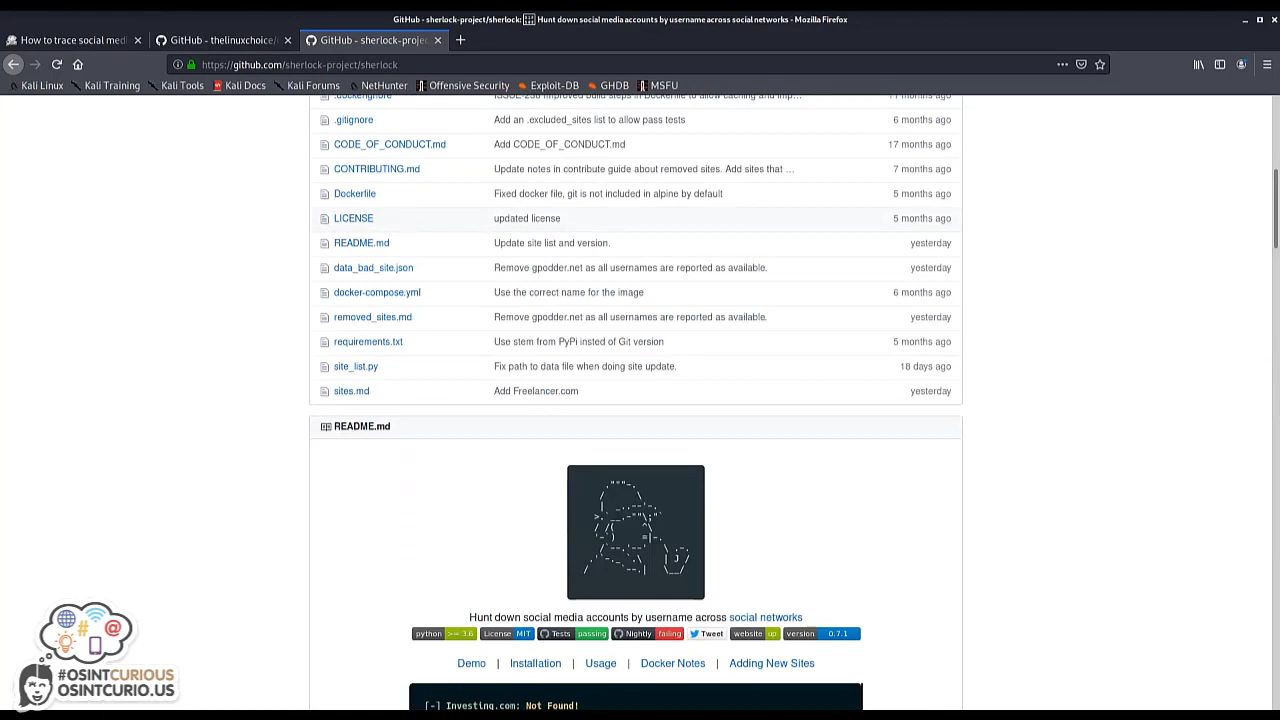 GitHub - sherlock-project/sherlock: Hunt down social media accounts by username across social networks - Mozilla Firefox
How to trace social medi
GitHub - thelinuxchoice/
GitHub - sherlock-proje
https://github.com/sherlock-project/sherlock
Kali Linux Kali Training Kali Tools Kali Docs Kali Forums NetHunter Offensive Security Exploit-DB GHDB MSFU
.gitignore Add an .excluded_sites list to allow pass tests 6 months ago
CODE_OF_CONDUCT.md Add CODE_OF_CONDUCT.md 17 months ago
CONTRIBUTING.md Update notes in contribute guide about removed sites. Add sites that … 7 months ago
Dockerfile Fixed docker file, git is not included in alpine by default 5 months ago
LICENSE updated license 5 months ago
README.md Update site list and version. yesterday
data_bad_site.json Remove gpodder.net as all usernames are reported as available. yesterday
docker-compose.yml Use the correct name for the image 6 months ago
removed_sites.md Remove gpodder.net as all usernames are reported as available. yesterday
requirements.txt Use stem from PyPi insted of Git version 5 months ago
site_list.py Fix path to data file when doing site update. 18 days ago
sites.md Add Freelancer.com yesterday
README.md
Hunt down social media accounts by username across social networks
python >= 3.6 License MIT Tests passing Nightly failing Tweet website up version 0.7.1
Demo | Installation | Usage | Docker Notes | Adding New Sites
[-] Investing.com: Not Found!
#OSINTCURIOUS
OSINTCURIO.US